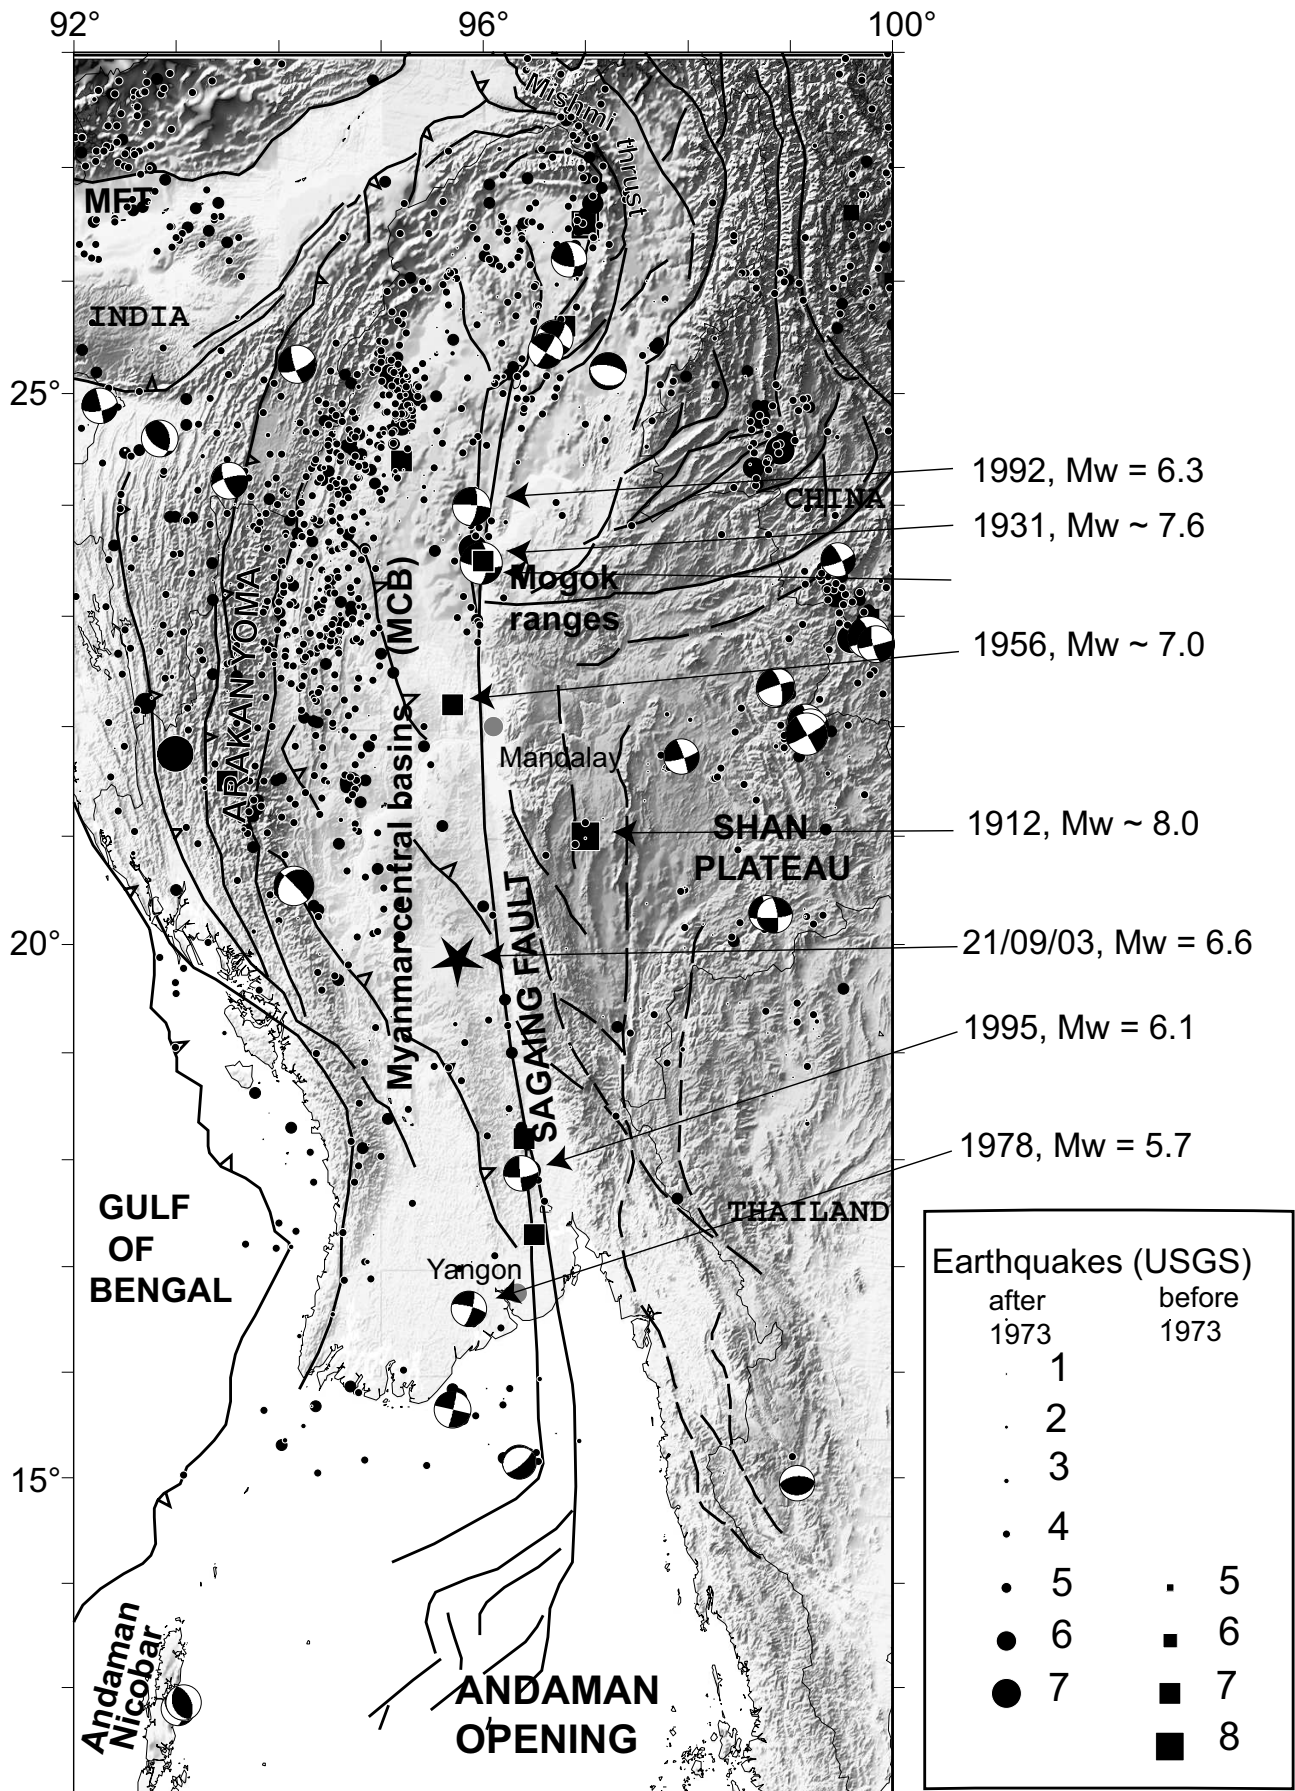 92°
96°
100°
Mishmi thrust
MFT
INDIA
25°
1992, Mw = 6.3
CHINA
1931, Mw ~ 7.6
Mogok
ranges
ARAKAN YOMA
Myanmar central basins (MCB)
1956, Mw ~ 7.0
Mandalay
SHAN
PLATEAU
1912, Mw ~ 8.0
SAGAING FAULT
20°
21/09/03, Mw = 6.6
1995, Mw = 6.1
1978, Mw = 5.7
GULF
OF
BENGAL
THAILAND
Yangon
15°
Andaman
Nicobar
ANDAMAN
OPENING
Earthquakes (USGS)
after
1973
before
1973
1
2
3
4
5 5
6 6
7 7
8